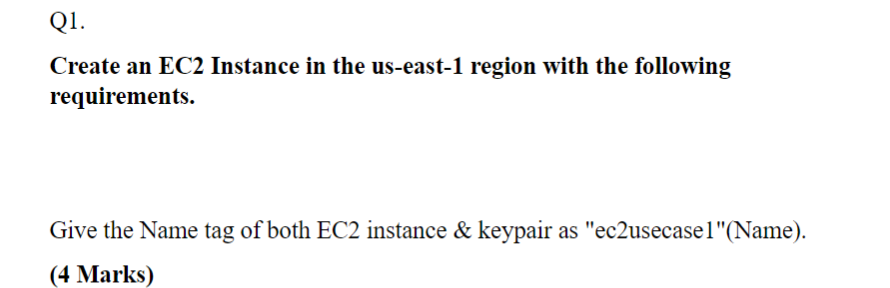 Q1.
Create an EC2 Instance in the us-east-1 region with the following
requirements.
Give the Name tag of both EC2 instance & keypair as "ec2usecase1"(Name).
(4 Marks)